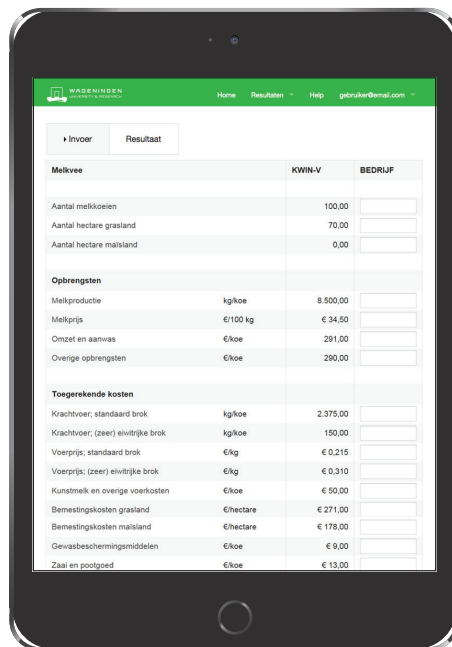 WAGENINGEN
UNIVERSITY & RESEARCH
Home Resultaten Help gebruiker@email.com
Invoer Resultaat
Melkvee KWIN-V BEDRIJF
Aantal melkkoeien 100,00
Aantal hectare grasland 70,00
Aantal hectare maïsland 0,00
Opbrengsten
Melkproductie kg/koe 8.500,00
Melkprijs €/100 kg € 34,50
Omzet en aanwas €/koe 291,00
Overige opbrengsten €/koe 290,00
Toegerekende kosten
Krachtvoer; standaard brok kg/koe 2.375,00
Krachtvoer; (zeer) eiwitrijke brok kg/koe 150,00
Voerprijs; standaard brok €/kg € 0,215
Voerprijs; (zeer) eiwitrijke brok €/kg € 0,310
Kunstmelk en overige voerkosten €/koe € 50,00
Bemestingskosten grasland €/hectare € 271,00
Bemestingskosten maïsland €/hectare € 178,00
Gewasbeschermingsmiddelen €/koe € 9,00
Zaai en pootgoed €/koe € 13,00